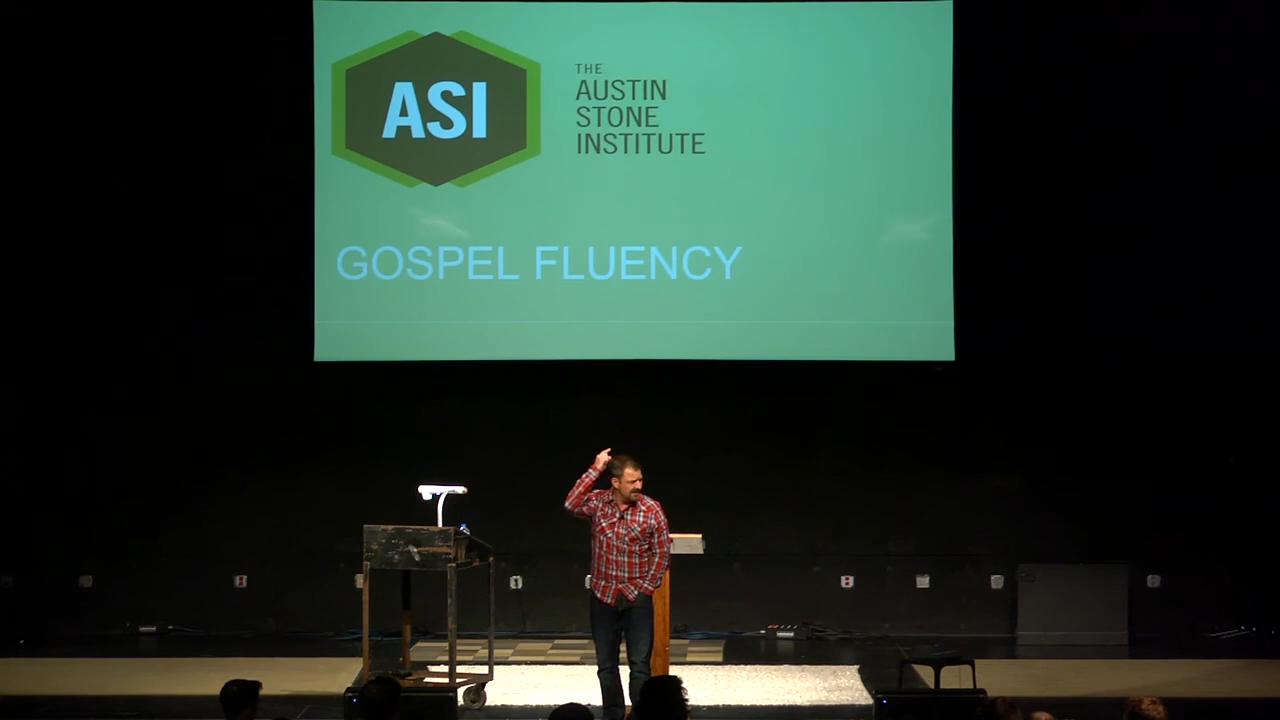 ASI
THE
AUSTIN
STONE
INSTITUTE
GOSPEL FLUENCY